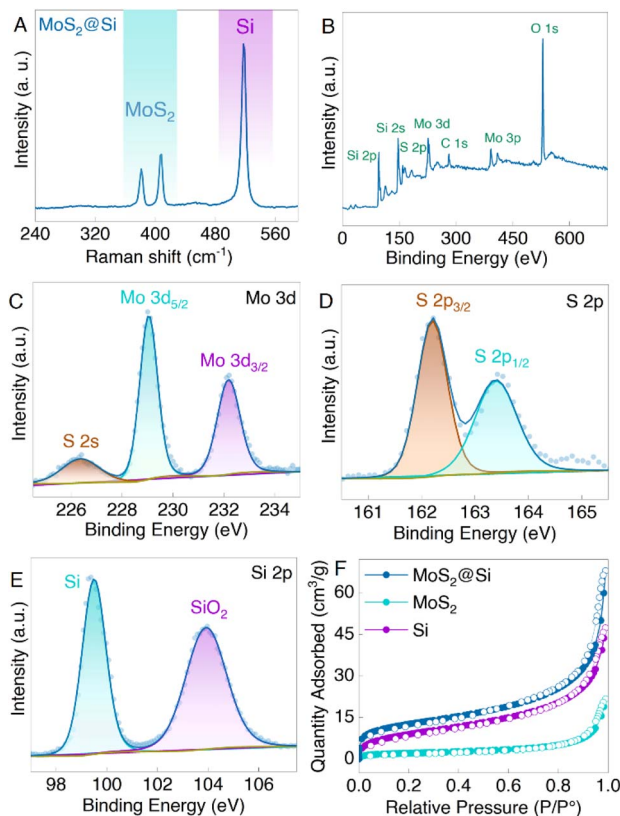 A
MoS₂@Si
MoS₂
Si
Intensity (a. u.)
240 320 400 480 560
Raman shift (cm⁻¹)
B
O 1s
Si 2p
Si 2s
S 2p
Mo 3d
C 1s
Mo 3p
Intensity (a. u.)
0 150 300 450 600
Binding Energy (eV)
C
Mo 3d₅/₂
Mo 3d
Mo 3d₃/₂
S 2s
Intensity (a.u.)
226 228 230 232 234
Binding Energy (eV)
D
S 2p₃/₂
S 2p
S 2p₁/₂
Intensity (a.u.)
161 162 163 164 165
Binding Energy (eV)
E
Si
Si 2p
SiO₂
Intensity (a.u.)
98 100 102 104 106
Binding Energy (eV)
F
MoS₂@Si
MoS₂
Si
Quantity Adsorbed (cm³/g)
60
45
30
15
0
0.0 0.2 0.4 0.6 0.8 1.0
Relative Pressure (P/P°)